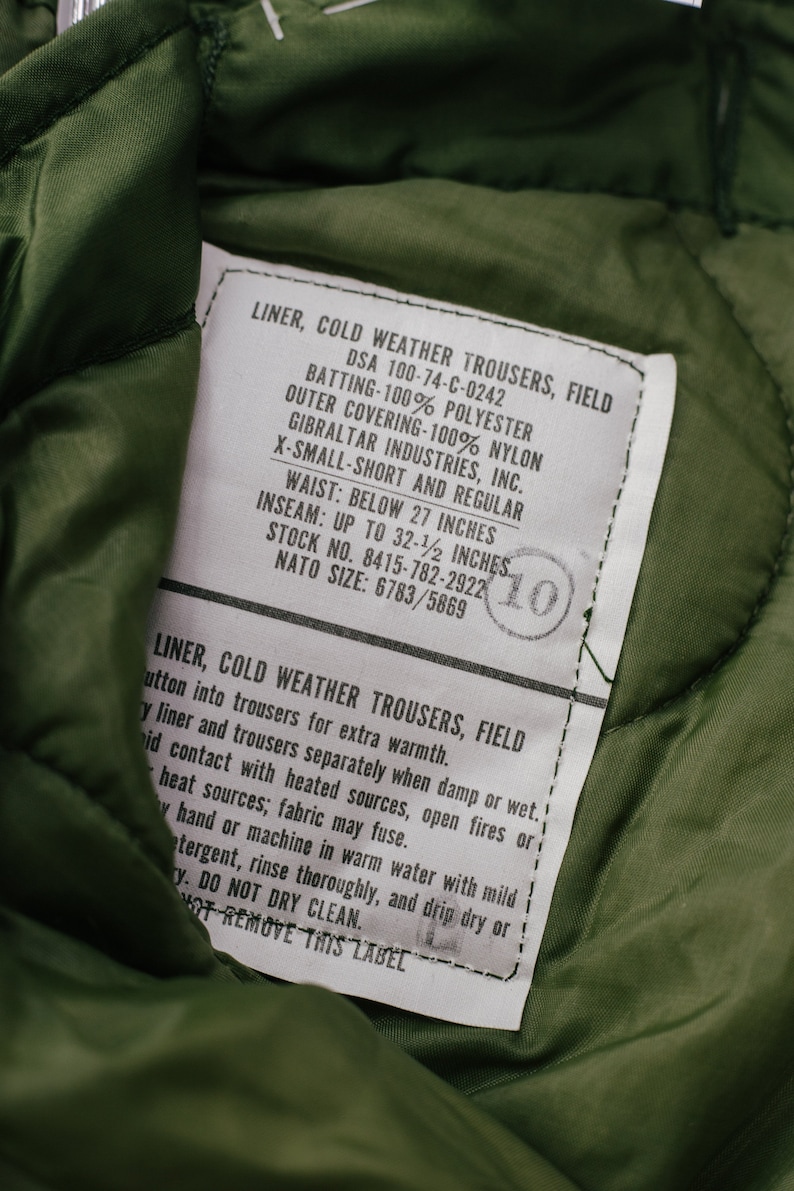 LINER, COLD WEATHER TROUSERS, FIELD
DSA 100-74-C-0242
BATTING-100% POLYESTER
OUTER COVERING-100% NYLON
GIBRALTAR INDUSTRIES, INC.
X-SMALL-SHORT AND REGULAR
WAIST: BELOW 27 INCHES
INSEAM: UP TO 32-½ INCHES
STOCK NO. 8415-782-2922
NATO SIZE: 6783/5869
10
LINER, COLD WEATHER TROUSERS, FIELD
utton into trousers for extra warmth.
y liner and trousers separately when damp or wet.
oid contact with heated sources, open fires or
heat sources; fabric may fuse.
y hand or machine in warm water with mild
etergent, rinse thoroughly, and drip dry or
ry. DO NOT DRY CLEAN.
NOT REMOVE THIS LABEL